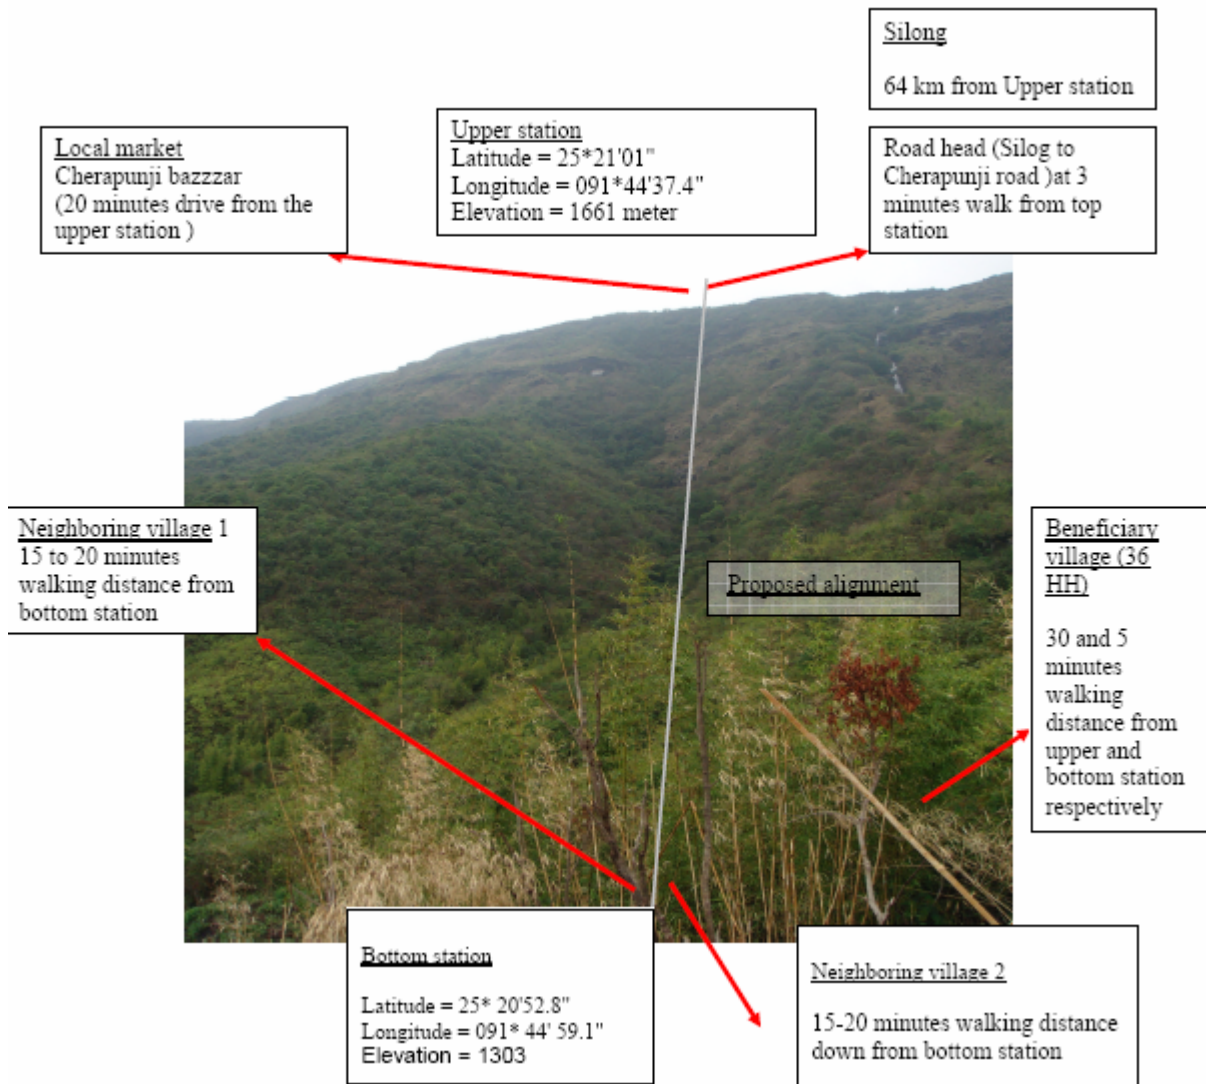 Silong
64 km from Upper station
Local market
Cherapunji bazzzar
(20 minutes drive from the
upper station )
Upper station
Latitude = 25*21'01"
Longitude = 091*44'37.4"
Elevation = 1661 meter
Road head (Silog to
Cherapunji road )at 3
minutes walk from top
station
Neighboring village 1
15 to 20 minutes
walking distance from
bottom station
Proposed alignment
Beneficiary
village (36
HH)
30 and 5
minutes
walking
distance from
upper and
bottom station
respectively
Bottom station
Latitude = 25* 20'52.8"
Longitude = 091* 44' 59.1"
Elevation = 1303
Neighboring village 2
15-20 minutes walking distance
down from bottom station